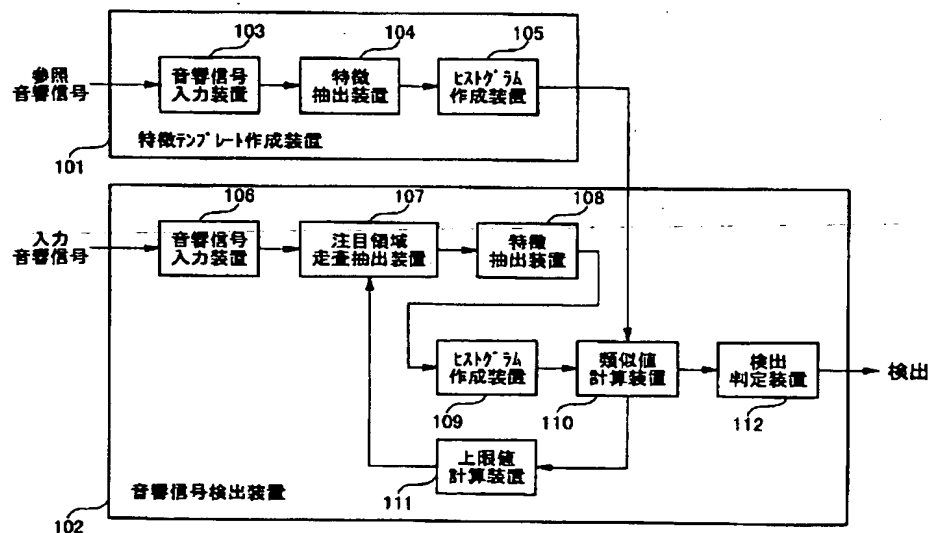 103
104
105
参照
音響信号
音響信号
入力装置
特徴
抽出装置
ヒストグラム
作成装置
特徴テンプレート作成装置
101
106
107
108
入力
音響信号
音響信号
入力装置
注目領域
走査抽出装置
特徴
抽出装置
ヒストグラム
作成装置
類似値
計算装置
検出
判定装置
検出
109
110
112
上限値
計算装置
111
音響信号検出装置
102